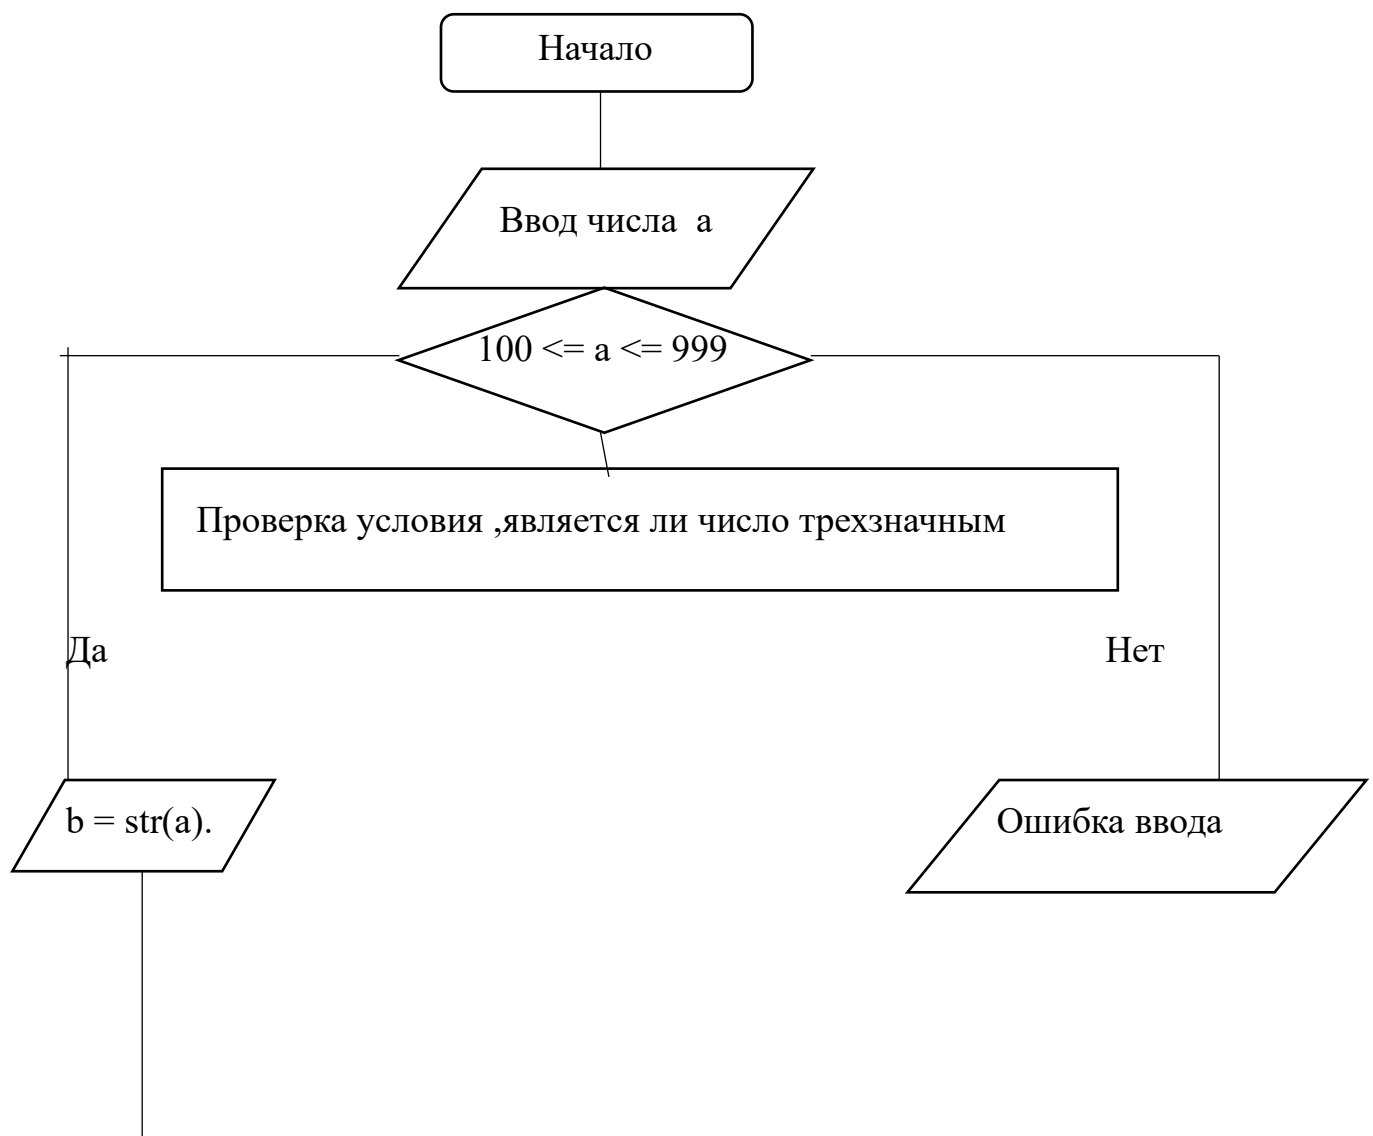 Начало
Ввод числа  a
100 <= a <= 999
Проверка условия ,является ли число трехзначным
Да
Нет
b = str(a).
Ошибка ввода